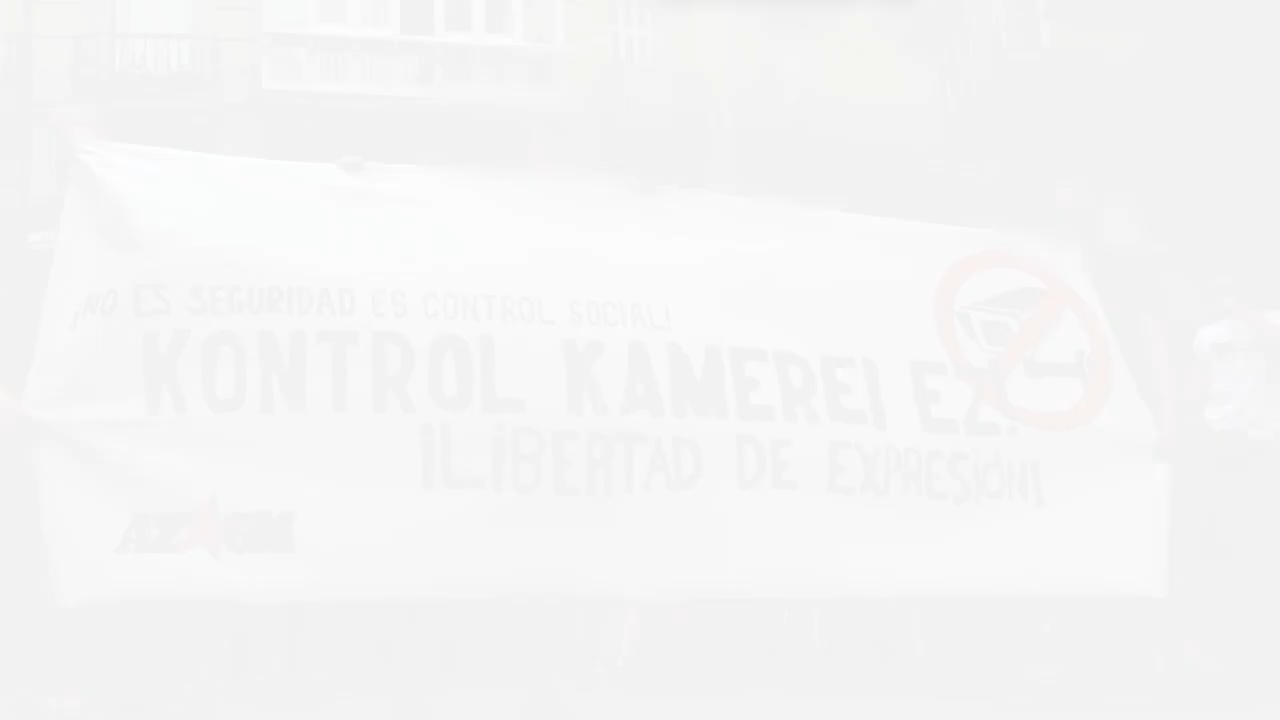 ¡NO ES SEGURIDAD ES CONTROL SOCIAL!
KONTROL KAMEREI EZ!
¡LIBERTAD DE EXPRESIÓN!